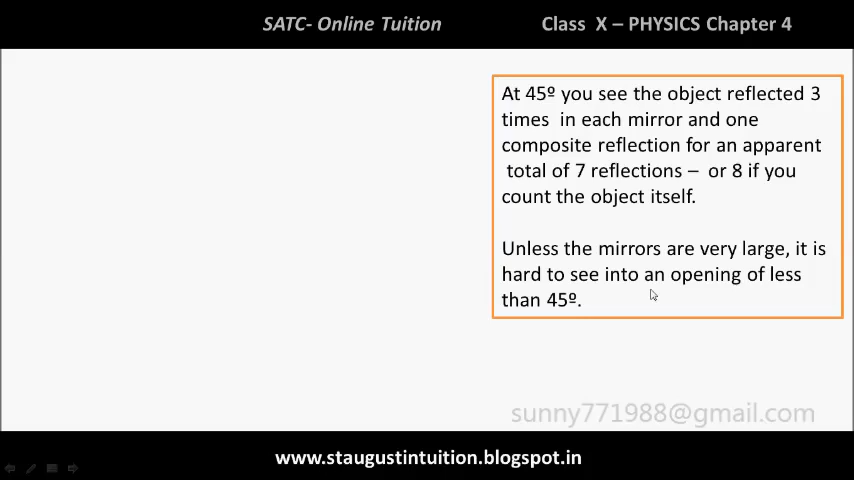 SATC- Online Tuition
Class X – PHYSICS Chapter 4
At 45º you see the object reflected 3
times in each mirror and one
composite reflection for an apparent
total of 7 reflections – or 8 if you
count the object itself.
Unless the mirrors are very large, it is
hard to see into an opening of less
than 45º.
sunny771988@gmail.com
www.staugustintuition.blogspot.in